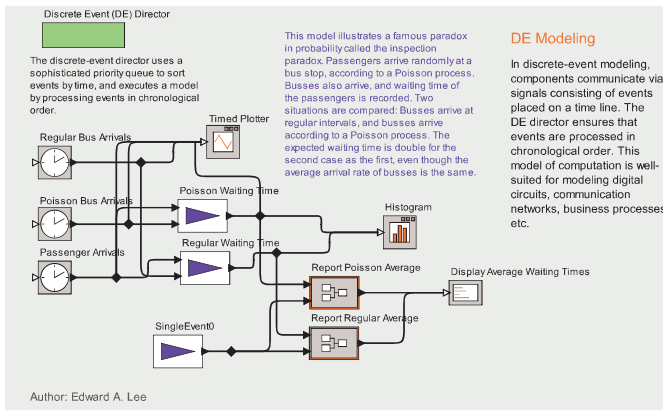 Discrete Event (DE) Director
The discrete-event director uses a
sophisticated priority queue to sort
events by time, and executes a model
by processing events in chronological
order.
This model illustrates a famous paradox
in probability called the inspection
paradox. Passengers arrive randomly at a
bus stop, according to a Poisson process.
Busses also arrive, and waiting time of
the passengers is recorded. Two
situations are compared: Busses arrive at
regular intervals, and busses arrive
according to a Poisson process. The
expected waiting time is double for the
second case as the first, even though the
average arrival rate of busses is the same.
DE Modeling
In discrete-event modeling,
components communicate via
signals consisting of events
placed on a time line. The
DE director ensures that
events are processed in
chronological order. This
model of computation is well-
suited for modeling digital
circuits, communication
networks, business processes
etc.
Timed Plotter
Regular Bus Arrivals
Poisson Waiting Time
Poisson Bus Arrivals
Histogram
Regular Waiting Time
Passenger Arrivals
Report Poisson Average
Display Average Waiting Times
Report Regular Average
SingleEvent0
Author: Edward A. Lee